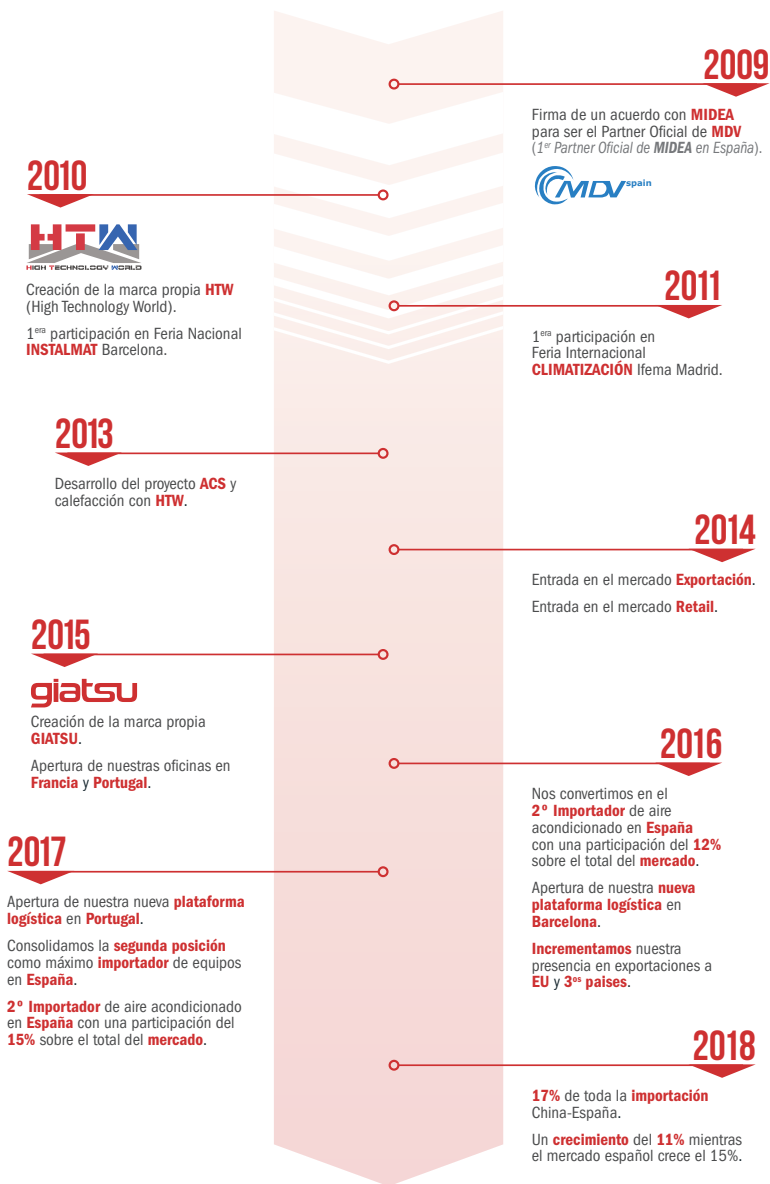 2009
Firma de un acuerdo con MIDEA
para ser el Partner Oficial de MDV
(1er Partner Oficial de MIDEA en España).
MDV spain
2010
HTW
HIGH TECHNOLOGY WORLD
Creación de la marca propia HTW
(High Technology World).
1era participación en Feria Nacional
INSTALMAT Barcelona.
2011
1era participación en
Feria Internacional
CLIMATIZACIÓN Ifema Madrid.
2013
Desarrollo del proyecto ACS y
calefacción con HTW.
2014
Entrada en el mercado Exportación.
Entrada en el mercado Retail.
2015
giatsu
Creación de la marca propia
GIATSU.
Apertura de nuestras oficinas en
Francia y Portugal.
2016
Nos convertimos en el
2º Importador de aire
acondicionado en España
con una participación del 12%
sobre el total del mercado.
Apertura de nuestra nueva
plataforma logística en
Barcelona.
Incrementamos nuestra
presencia en exportaciones a
EU y 3os paises.
2017
Apertura de nuestra nueva plataforma
logística en Portugal.
Consolidamos la segunda posición
como máximo importador de equipos
en España.
2º Importador de aire acondicionado
en España con una participación del
15% sobre el total del mercado.
2018
17% de toda la importación
China-España.
Un crecimiento del 11% mientras
el mercado español crece el 15%.